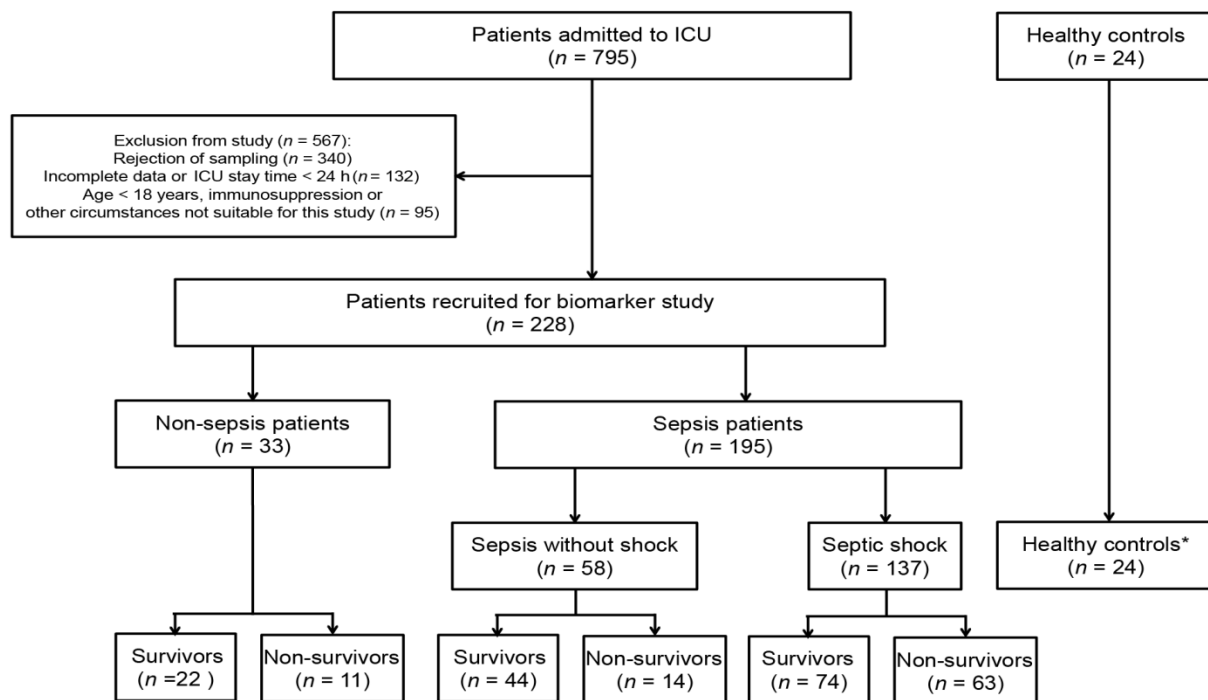 Patients admitted to ICU
(n = 795)
Healthy controls
(n = 24)
Exclusion from study (n = 567):
Rejection of sampling (n = 340)
Incomplete data or ICU stay time < 24 h (n = 132)
Age < 18 years, immunosuppression or
other circumstances not suitable for this study (n = 95)
Patients recruited for biomarker study
(n = 228)
Non-sepsis patients
(n = 33)
Sepsis patients
(n = 195)
Sepsis without shock
(n = 58)
Septic shock
(n = 137)
Healthy controls*
(n = 24)
Survivors
(n =22 )
Non-survivors
(n = 11)
Survivors
(n = 44)
Non-survivors
(n = 14)
Survivors
(n = 74)
Non-survivors
(n = 63)